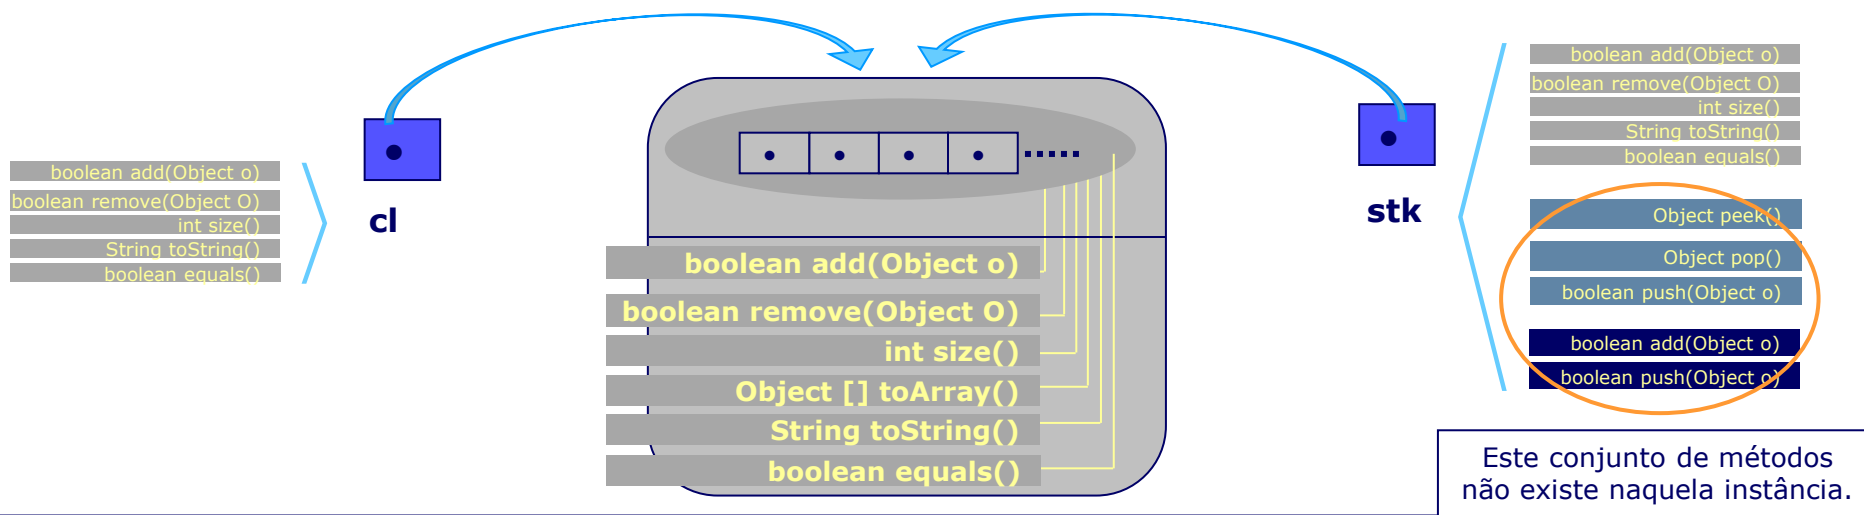 boolean add(Object o)
boolean remove(Object O)
int size()
String toString()
boolean equals()
cl
boolean add(Object o)
boolean remove(Object O)
int size()
Object [] toArray()
String toString()
boolean equals()
stk
boolean add(Object o)
boolean remove(Object O)
int size()
String toString()
boolean equals()
Object peek()
Object pop()
boolean push(Object o)
boolean add(Object o)
boolean push(Object o)
Este conjunto de métodos
não existe naquela instância.